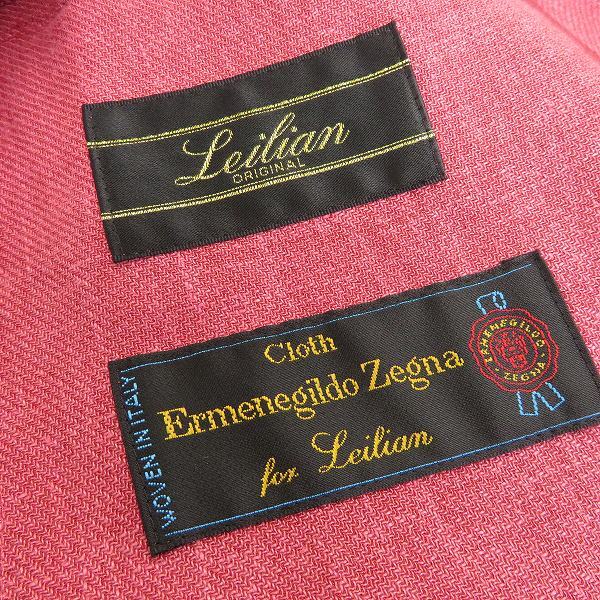 Leilian
ORIGINAL
Cloth
Ermenegildo Zegna
for Leilian
WOVEN IN ITALY
ERMENEGILDO
ZEGNA